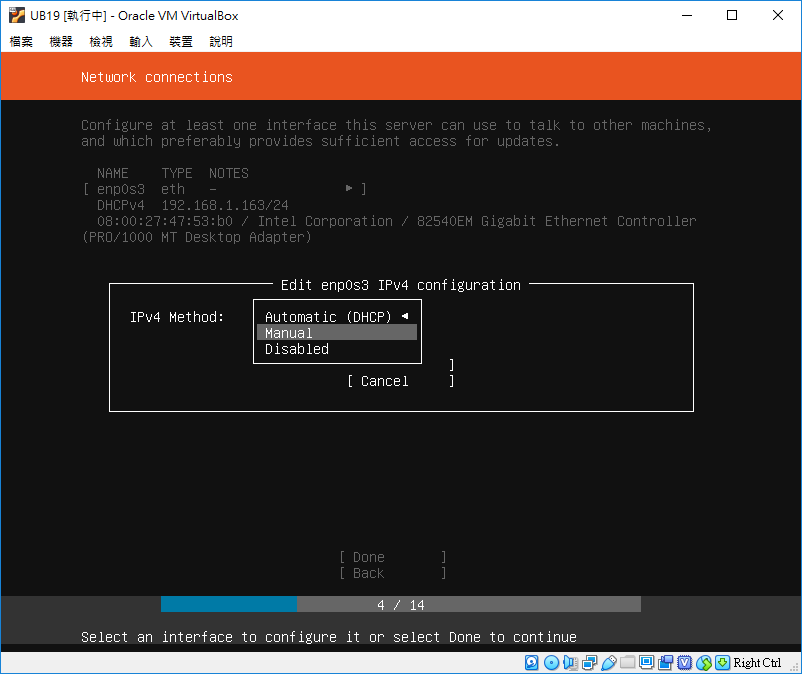 UB19 [執行中] - Oracle VM VirtualBox
檔案 機器 檢視 輸入 裝置 說明
Network connections
Configure at least one interface this server can use to talk to other machines,
and which preferably provides sufficient access for updates.
NAME TYPE NOTES
[ enp0s3 eth - ▸ ]
DHCPv4 192.168.1.163/24
08:00:27:47:53:b0 / Intel Corporation / 82540EM Gigabit Ethernet Controller
(PRO/1000 MT Desktop Adapter)
Edit enp0s3 IPv4 configuration
IPv4 Method: Automatic (DHCP) ◂
Manual
Disabled
]
[ Cancel ]
[ Done ]
[ Back ]
4 / 14
Select an interface to configure it or select Done to continue
Right Ctrl